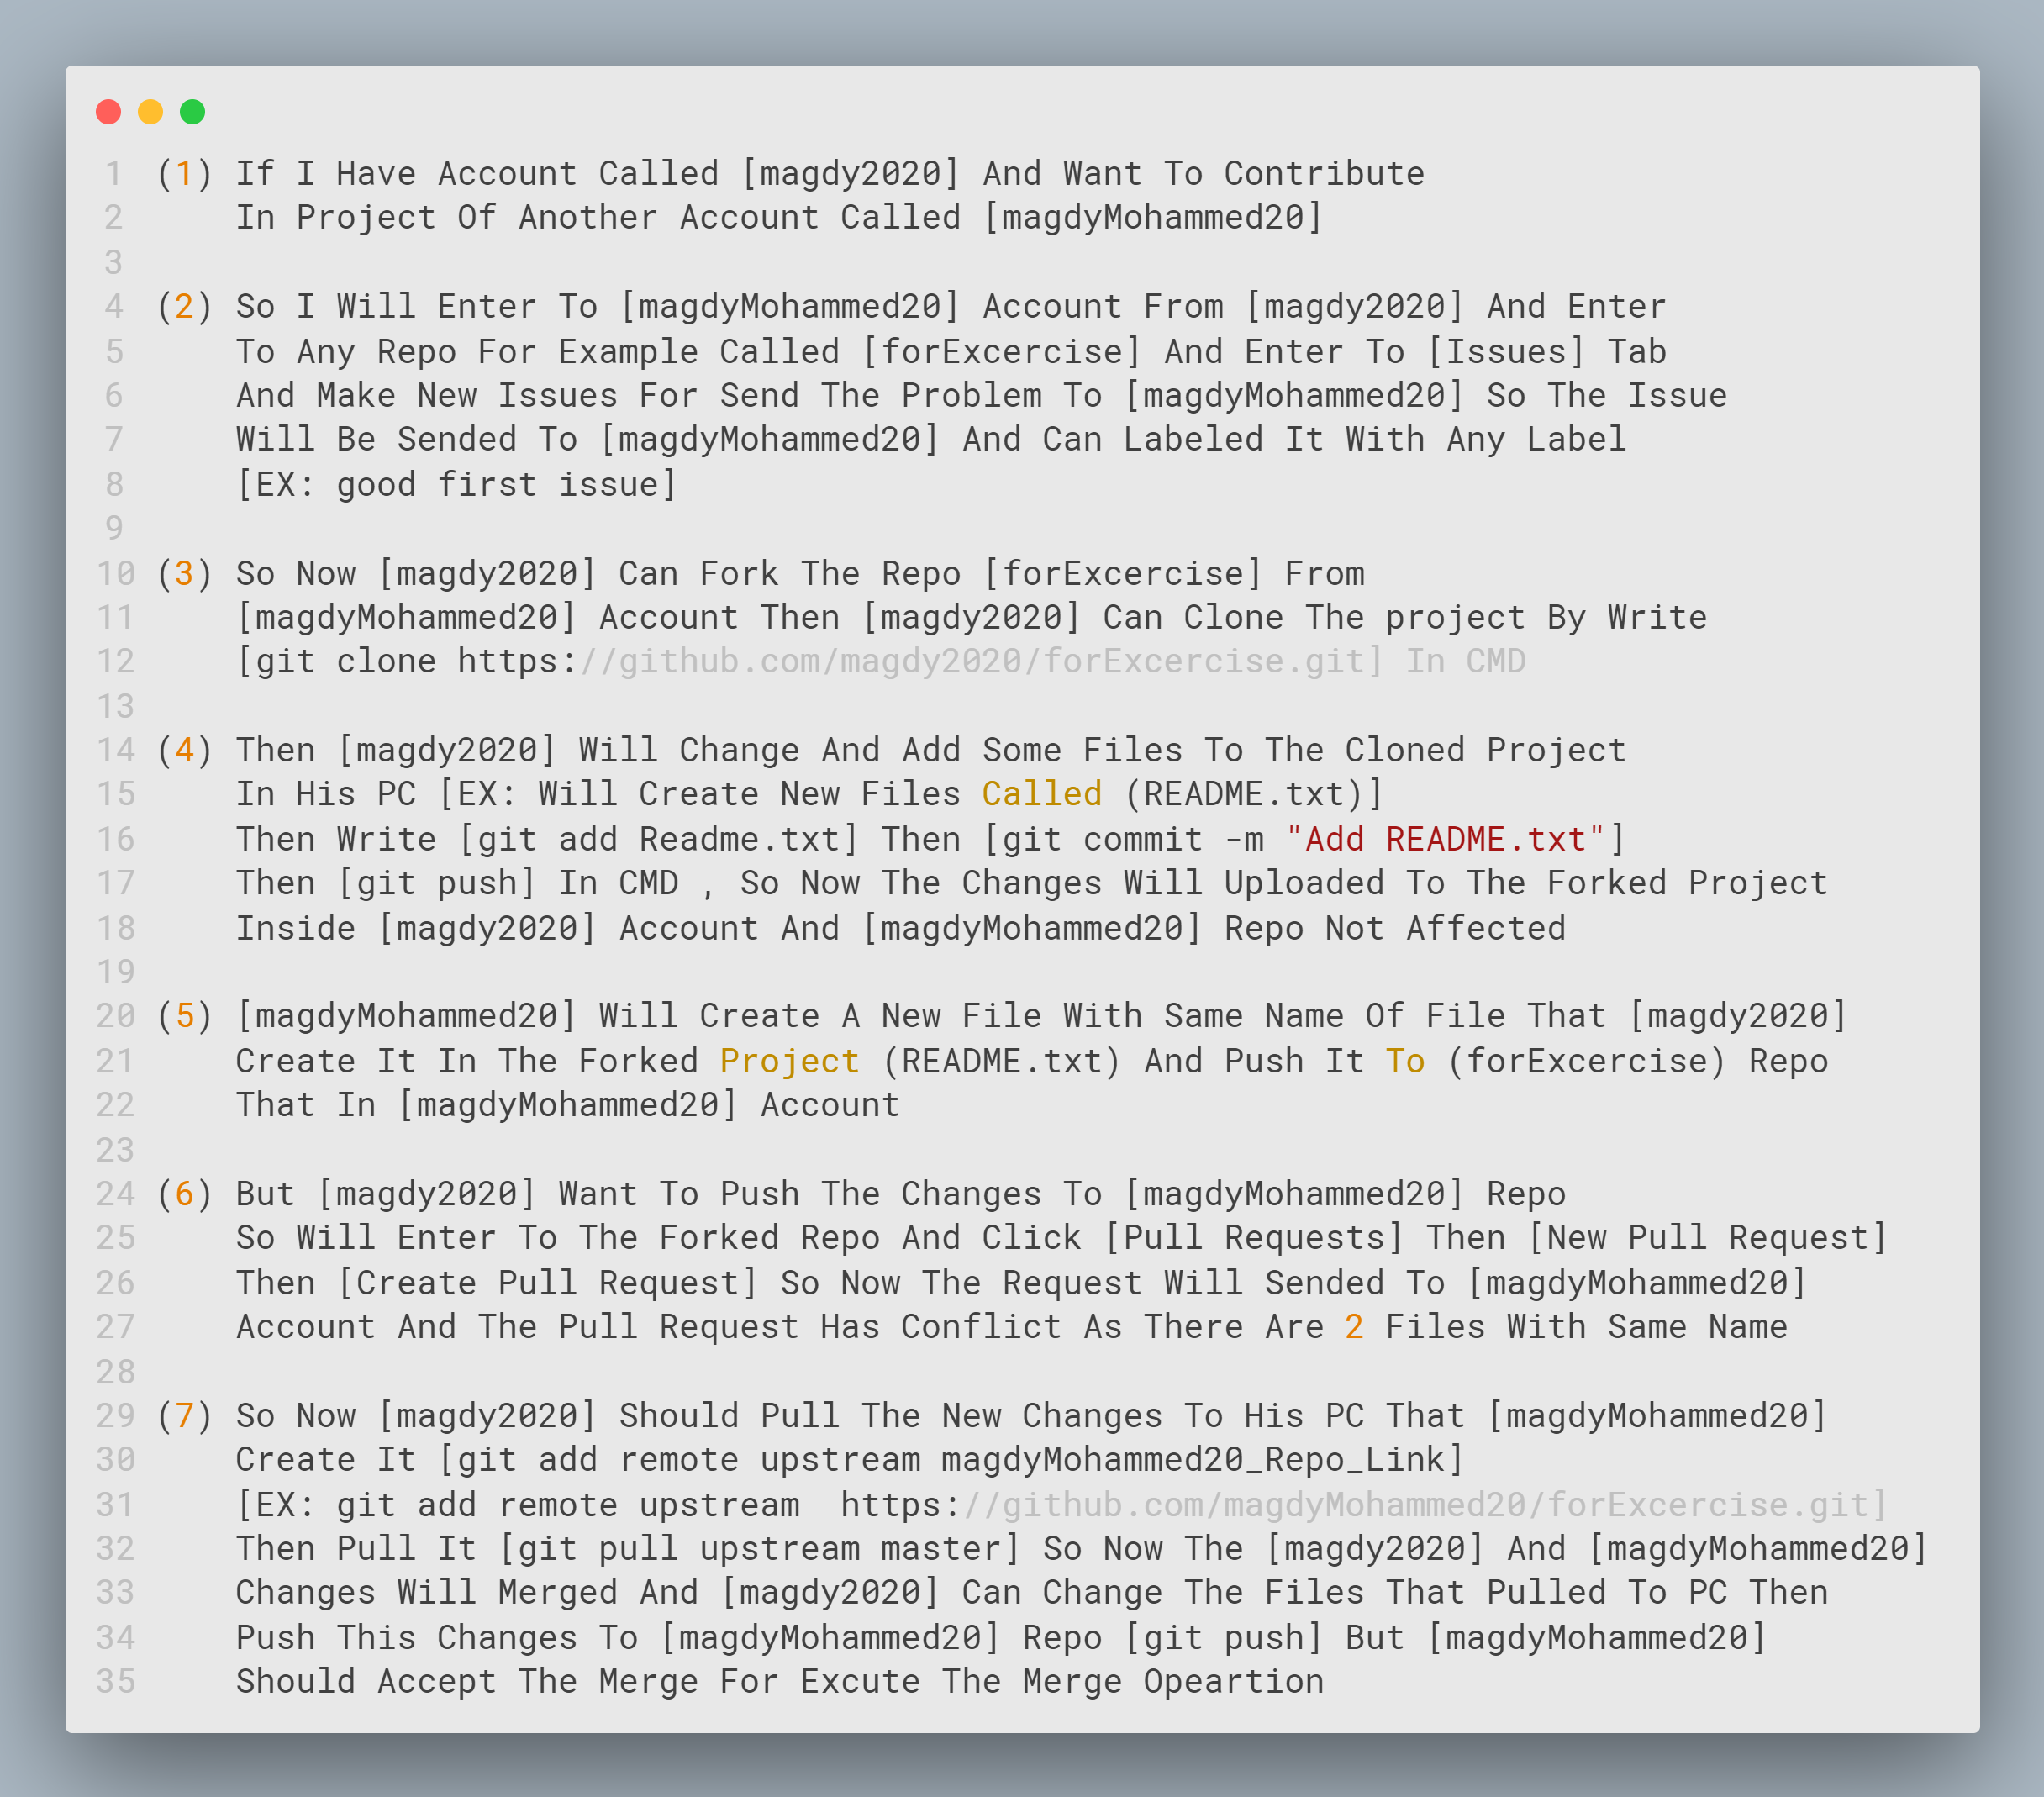 1 (1) If I Have Account Called [magdy2020] And Want To Contribute
2 In Project Of Another Account Called [magdyMohammed20]
3
4 (2) So I Will Enter To [magdyMohammed20] Account From [magdy2020] And Enter
5 To Any Repo For Example Called [forExcercise] And Enter To [Issues] Tab
6 And Make New Issues For Send The Problem To [magdyMohammed20] So The Issue
7 Will Be Sended To [magdyMohammed20] And Can Labeled It With Any Label
8 [EX: good first issue]
9
10 (3) So Now [magdy2020] Can Fork The Repo [forExcercise] From
11 [magdyMohammed20] Account Then [magdy2020] Can Clone The project By Write
12 [git clone https://github.com/magdy2020/forExcercise.git] In CMD
13
14 (4) Then [magdy2020] Will Change And Add Some Files To The Cloned Project
15 In His PC [EX: Will Create New Files Called (README.txt)]
16 Then Write [git add Readme.txt] Then [git commit -m "Add README.txt"]
17 Then [git push] In CMD , So Now The Changes Will Uploaded To The Forked Project
18 Inside [magdy2020] Account And [magdyMohammed20] Repo Not Affected
19
20 (5) [magdyMohammed20] Will Create A New File With Same Name Of File That [magdy2020]
21 Create It In The Forked Project (README.txt) And Push It To (forExcercise) Repo
22 That In [magdyMohammed20] Account
23
24 (6) But [magdy2020] Want To Push The Changes To [magdyMohammed20] Repo
25 So Will Enter To The Forked Repo And Click [Pull Requests] Then [New Pull Request]
26 Then [Create Pull Request] So Now The Request Will Sended To [magdyMohammed20]
27 Account And The Pull Request Has Conflict As There Are 2 Files With Same Name
28
29 (7) So Now [magdy2020] Should Pull The New Changes To His PC That [magdyMohammed20]
30 Create It [git add remote upstream magdyMohammed20_Repo_Link]
31 [EX: git add remote upstream  https://github.com/magdyMohammed20/forExcercise.git]
32 Then Pull It [git pull upstream master] So Now The [magdy2020] And [magdyMohammed20]
33 Changes Will Merged And [magdy2020] Can Change The Files That Pulled To PC Then
34 Push This Changes To [magdyMohammed20] Repo [git push] But [magdyMohammed20]
35 Should Accept The Merge For Excute The Merge Opeartion